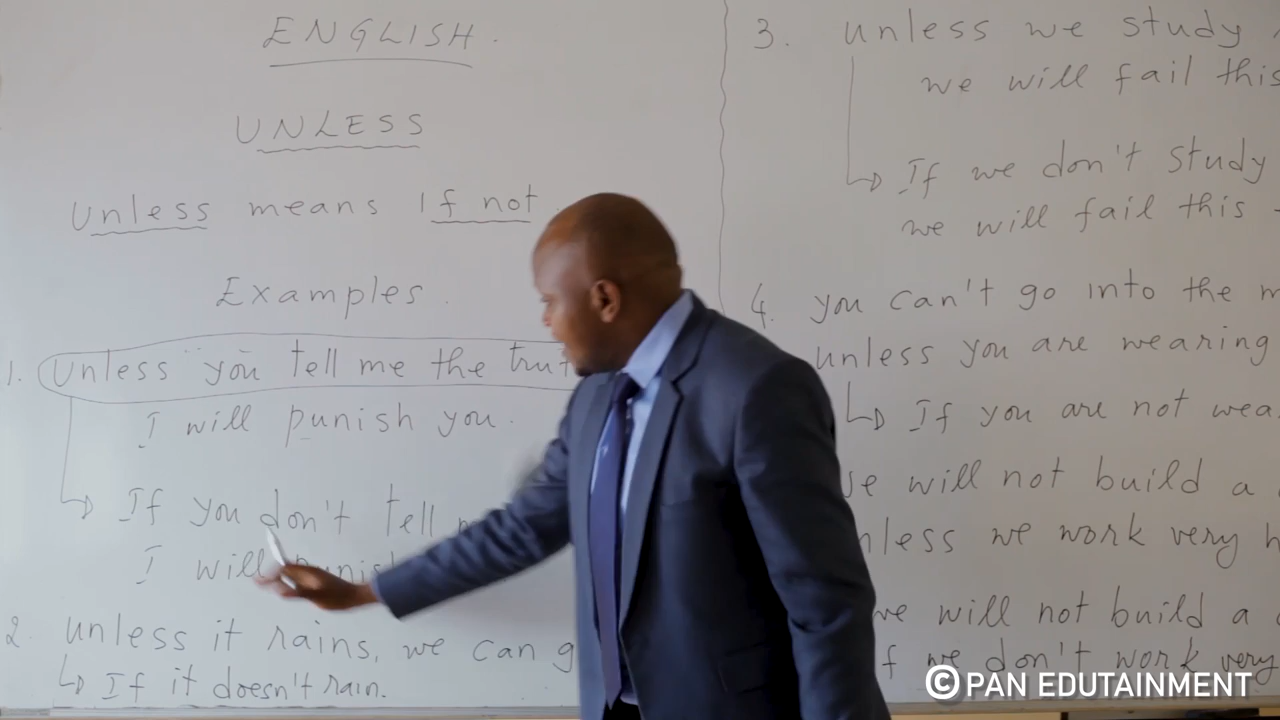 ENGLISH.
UNLESS
Unless means If not.
Examples.
1. Unless you tell me the
I will punish you.
If you don't tell
I will
2. unless it rains, we can
If it doesn't rain.
3. unless we study
we will fail this
If we don't study
we will fail this
4. you can't go into the
unless you are wearing
If you are not
will not build a
we work very
we will not build a
we don't work very
© PAN EDUTAINMENT